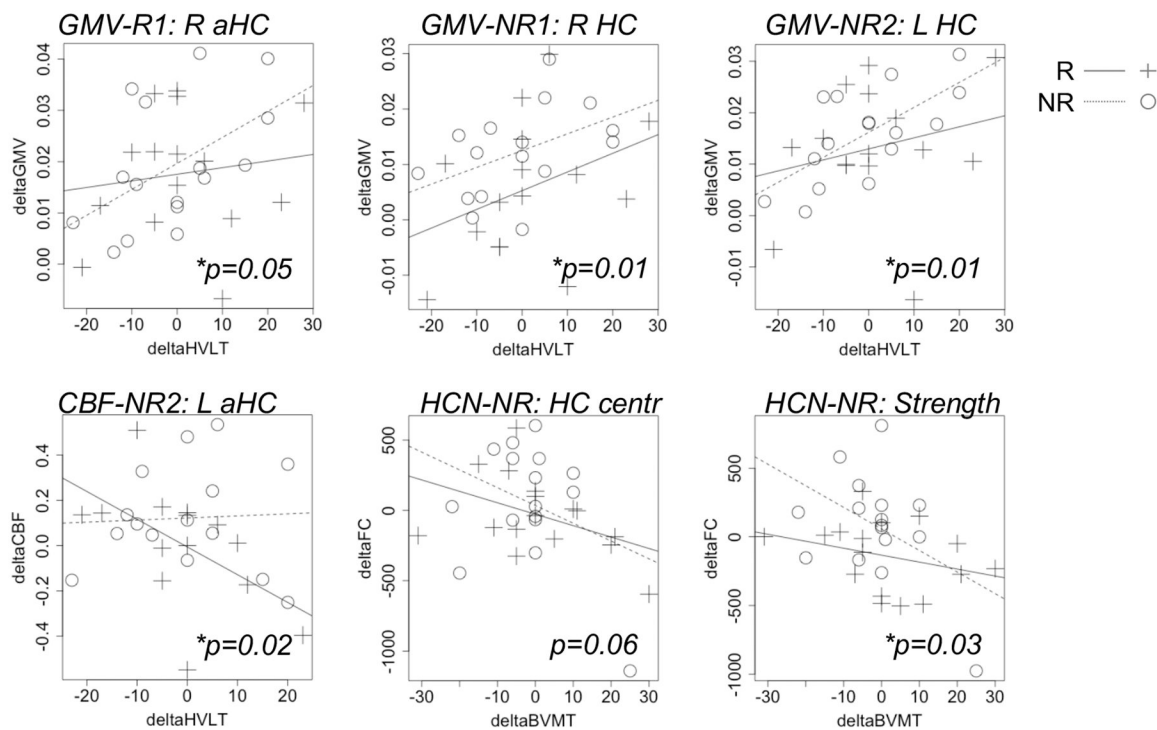 GMV-R1: R aHC
GMV-NR1: R HC
GMV-NR2: L HC
R
NR
deltaGMV
0.00 0.01 0.02 0.03 0.04
*p=0.05
-20 -10 0 10 20 30
deltaHVLT
deltaGMV
-0.01 0.00 0.01 0.02 0.03
*p=0.01
-20 -10 0 10 20 30
deltaHVLT
deltaGMV
-0.01 0.00 0.01 0.02 0.03
*p=0.01
-20 -10 0 10 20 30
deltaHVLT
CBF-NR2: L aHC
HCN-NR: HC centr
HCN-NR: Strength
deltaCBF
-0.4 -0.2 0.0 0.2 0.4
*p=0.02
-20 -10 0 10 20
deltaHVLT
deltaFC
-1000 -500 0 500
p=0.06
-30 -20 -10 0 10 20 30
deltaBVMT
deltaFC
-1000 -500 0 500
*p=0.03
-30 -20 -10 0 10 20 30
deltaBVMT